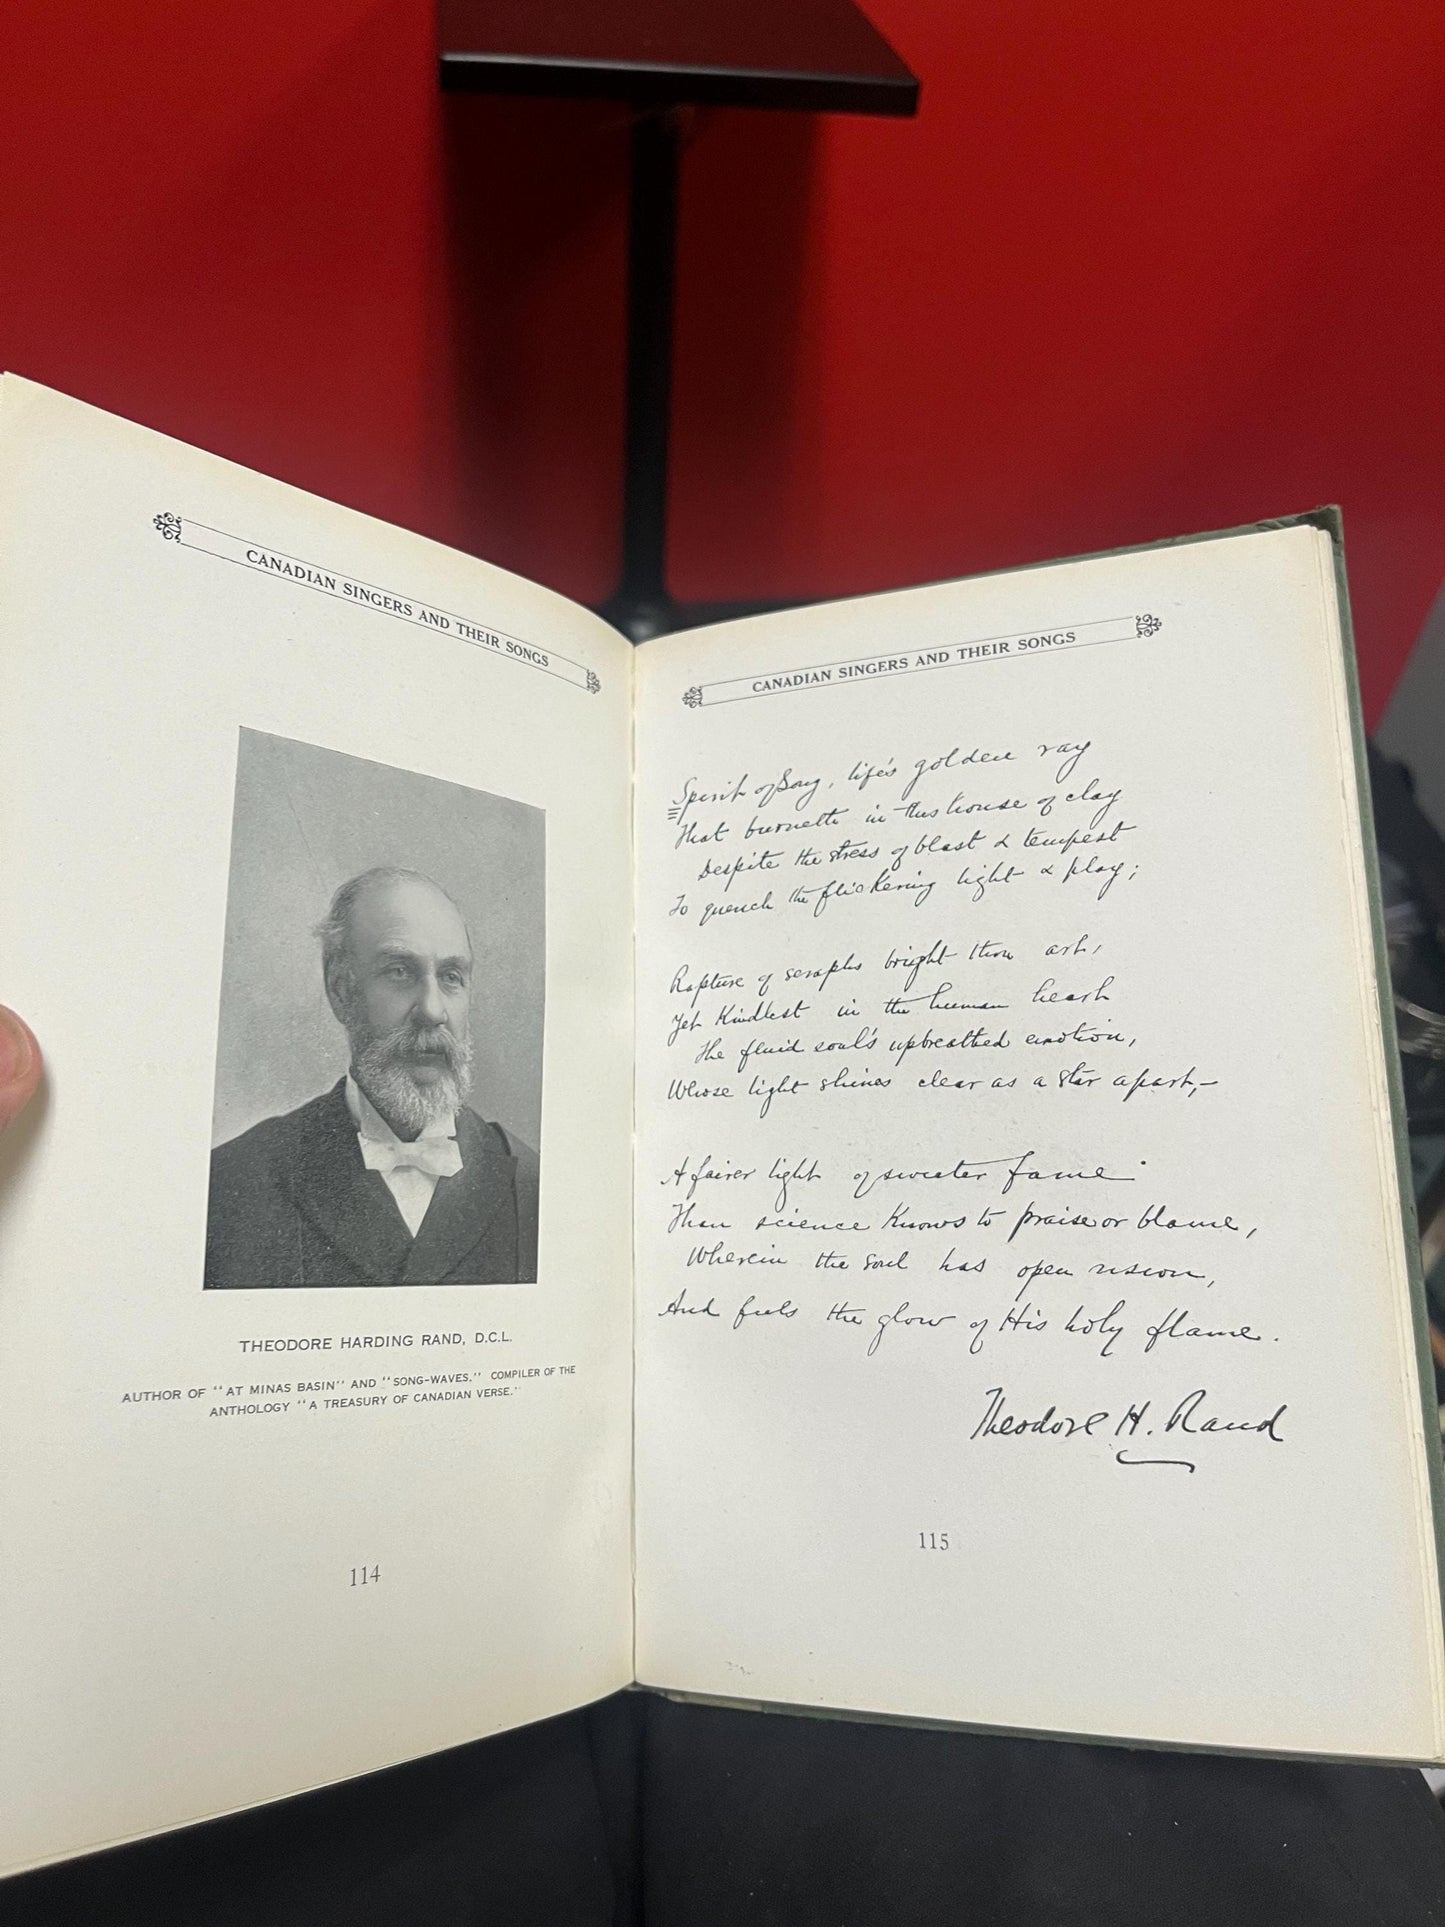 CANADIAN SINGERS AND THEIR SONGS
THEODORE HARDING RAND, D.C.L.
AUTHOR OF "AT MINAS BASIN" AND "SONG-WAVES." COMPILER OF THE
ANTHOLOGY "A TREASURY OF CANADIAN VERSE."
114
CANADIAN SINGERS AND THEIR SONGS
Spirit of Song, life's golden ray
That burneth in this house of clay
Despite the stress of blast & tempest
To quench the flickering light & play;
Rapture of seraphs bright thou art,
Yet kindlest in the human heart
The fluid soul's upbreathed emotion,
Whose light shines clear as a star apart,—
A fairer light of sweeter fame
Than science knows to praise or blame,
Wherein the soul has open vision,
And feels the glow of His holy flame.
Theodore H. Rand
115